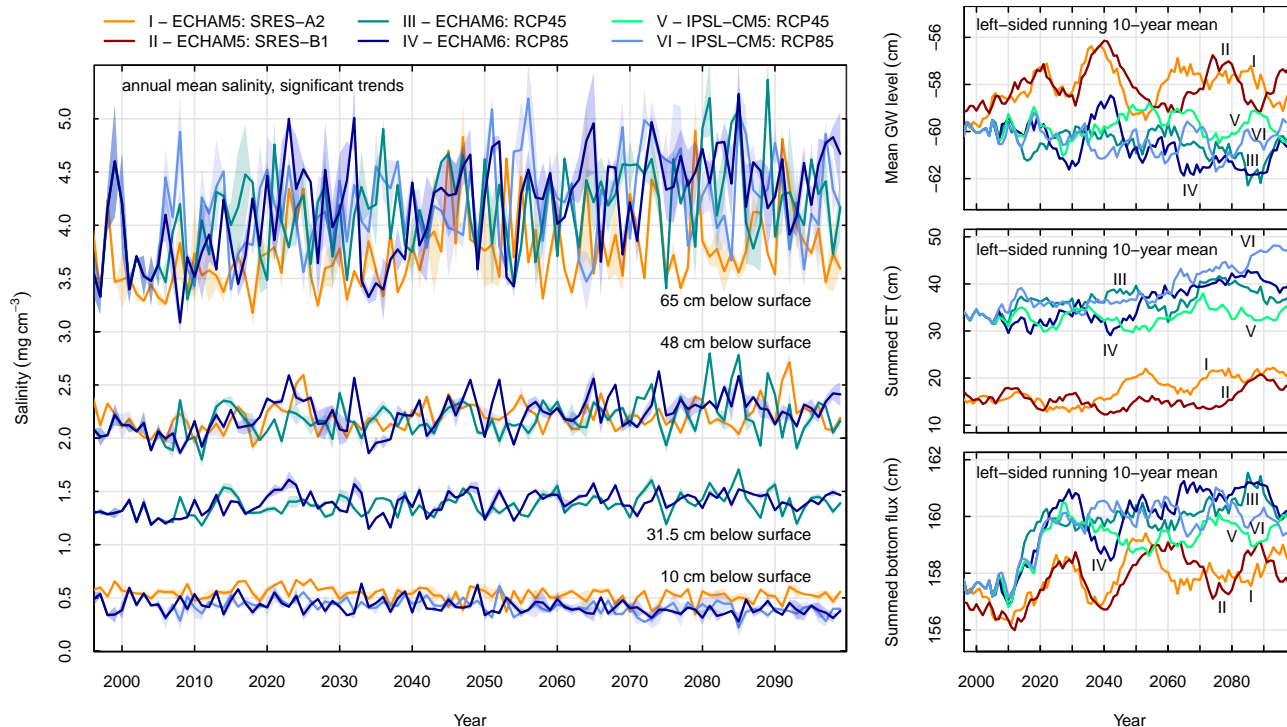 I − ECHAM5: SRES−A2
II − ECHAM5: SRES−B1
III − ECHAM6: RCP45
IV − ECHAM6: RCP85
V − IPSL−CM5: RCP45
VI − IPSL−CM5: RCP85
annual mean salinity, significant trends
65 cm below surface
48 cm below surface
31.5 cm below surface
10 cm below surface
Salinity (mg cm−3)
5.0
4.5
4.0
3.5
3.0
2.5
2.0
1.5
1.0
0.5
0.0
2000 2010 2020 2030 2040 2050 2060 2070 2080 2090
Year
left−sided running 10−year mean
Mean GW level (cm)
−56
−58
−60
−62
II
I
V
VI
III
IV
left−sided running 10−year mean
Summed ET (cm)
50
40
30
20
10
VI
III
V
IV
I
II
left−sided running 10−year mean
Summed bottom flux (cm)
162
160
158
156
III
V
VI
IV
II
I
2000 2020 2040 2060 2080
Year